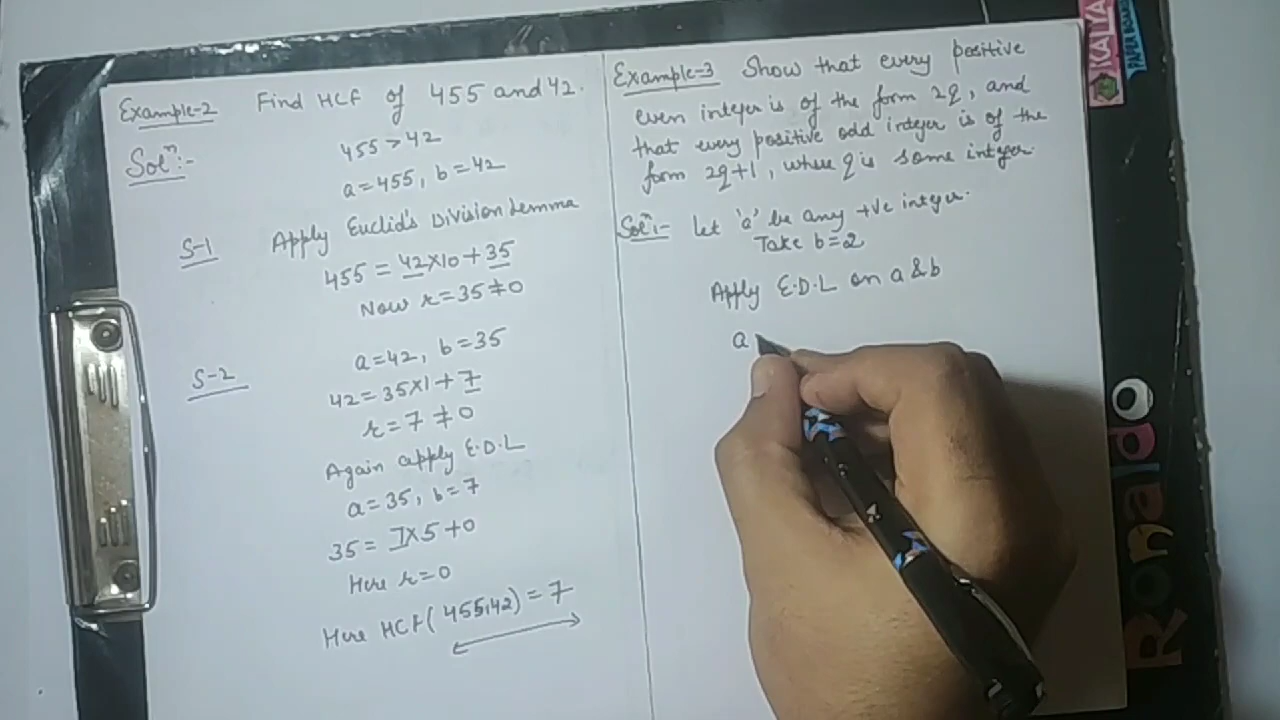 Example-2 Find HCF of 455 and 42.
Solⁿ:-
455 > 42
a=455, b=42
S-1 Apply Euclid's Division Lemma
455 = 42×10+35
Now r=35≠0
S-2 a=42, b=35
42=35×1+7
r=7≠0
Again apply E.D.L
a=35, b=7
35=7×5+0
Here r=0
Here HCF(455,42)=7
Example-3 Show that every positive
even integer is of the form 2q, and
that every positive odd integer is of the
form 2q+1, where q is some integer.
Solⁿ:- Let 'a' be any +ve integer.
Take b=2
Apply E.D.L on a & b
a
KALYA
Ronaldo